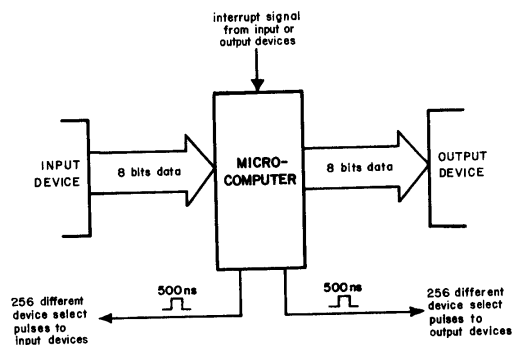 interrupt signal
from input or
output devices
INPUT
DEVICE
8 bits data
MICRO-
COMPUTER
8 bits data
OUTPUT
DEVICE
500 ns
500 ns
256 different
device select
pulses to
input devices
256 different
device select
pulses to
output devices